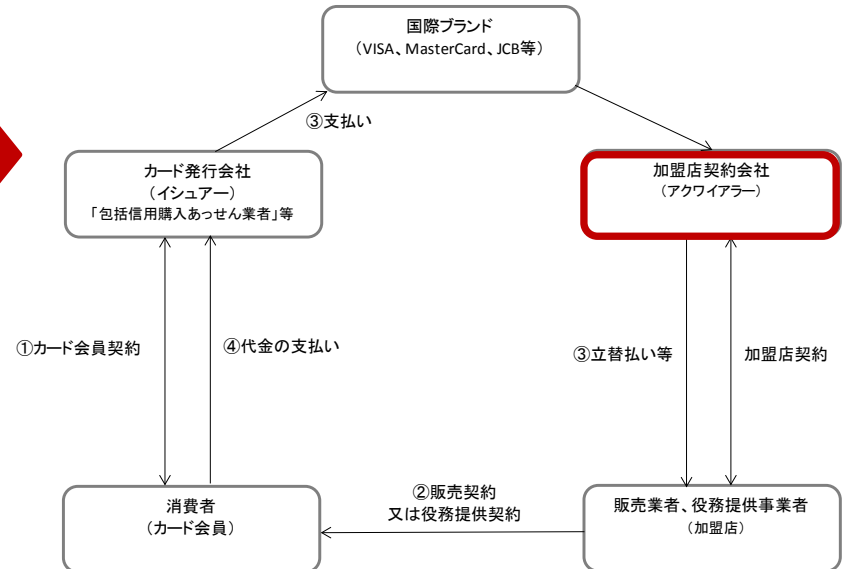 国際ブランド
（VISA、MasterCard、JCB等）
③支払い
カード発行会社
（イシュアー）
「包括信用購入あっせん業者」等
加盟店契約会社
（アクワイアラー）
①カード会員契約
④代金の支払い
③立替払い等
加盟店契約
②販売契約
又は役務提供契約
消費者
（カード会員）
販売業者、役務提供事業者
（加盟店）